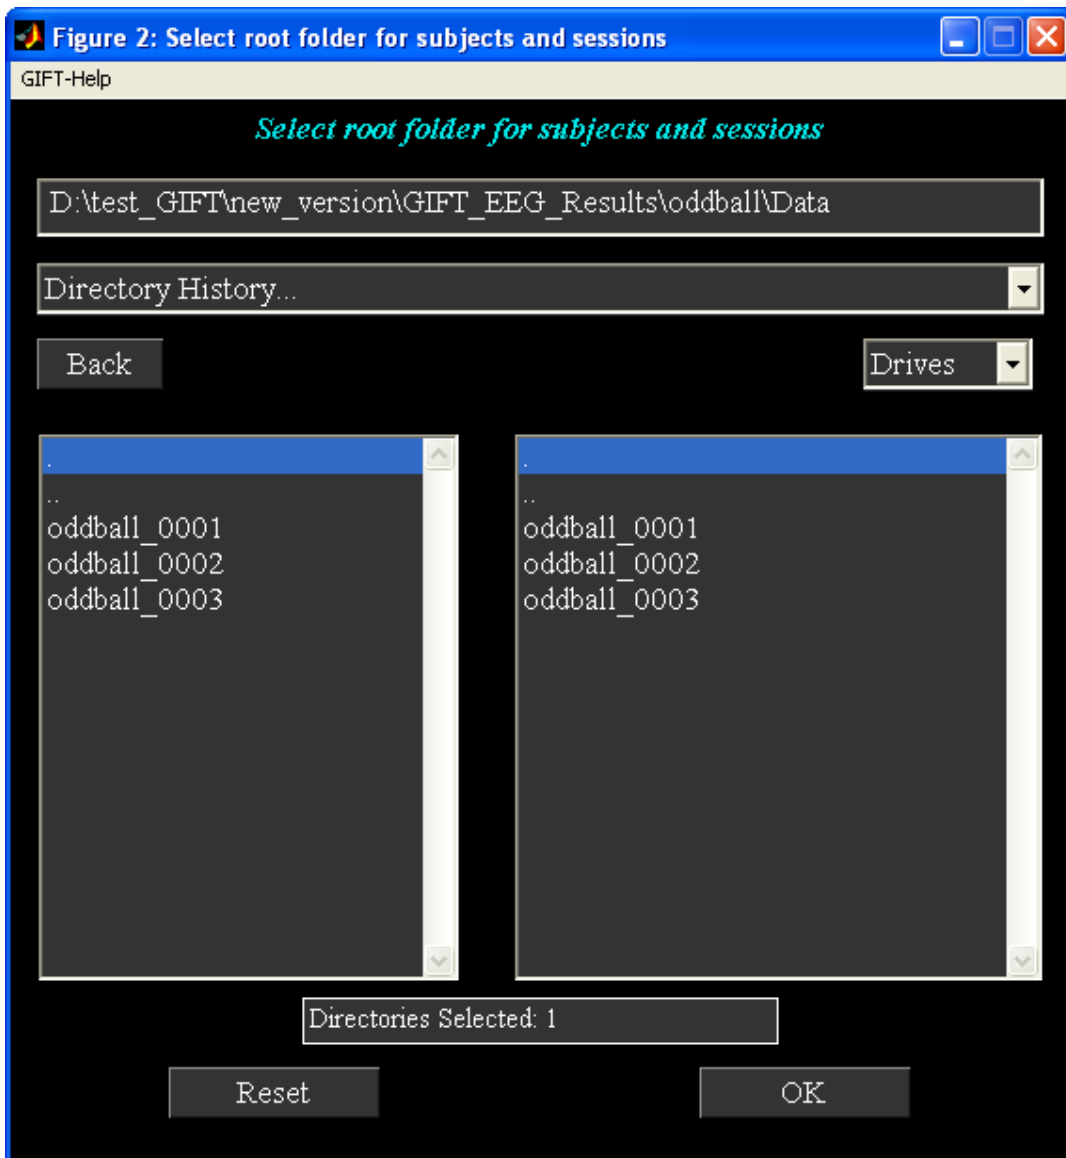 Figure 2: Select root folder for subjects and sessions
GIFT-Help
Select root folder for subjects and sessions
D:\test_GIFT\new_version\GIFT_EEG_Results\oddball\Data
Directory History...
Back
Drives
.
..
oddball_0001
oddball_0002
oddball_0003
.
..
oddball_0001
oddball_0002
oddball_0003
Directories Selected: 1
Reset
OK